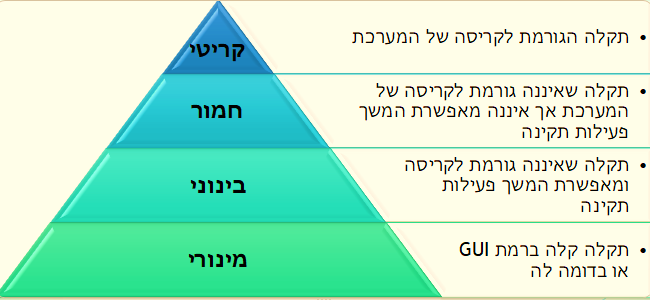 קריטי
• תקלה הגורמת לקריסה של המערכת
חמור
• תקלה שאיננה גורמת לקריסה של
המערכת אך איננה מאפשרת המשך
פעילות תקינה
בינוני
• תקלה שאיננה גורמת לקריסה
ומאפשרת המשך פעילות
תקינה
מינורי
• תקלה קלה ברמת GUI
או בדומה לה